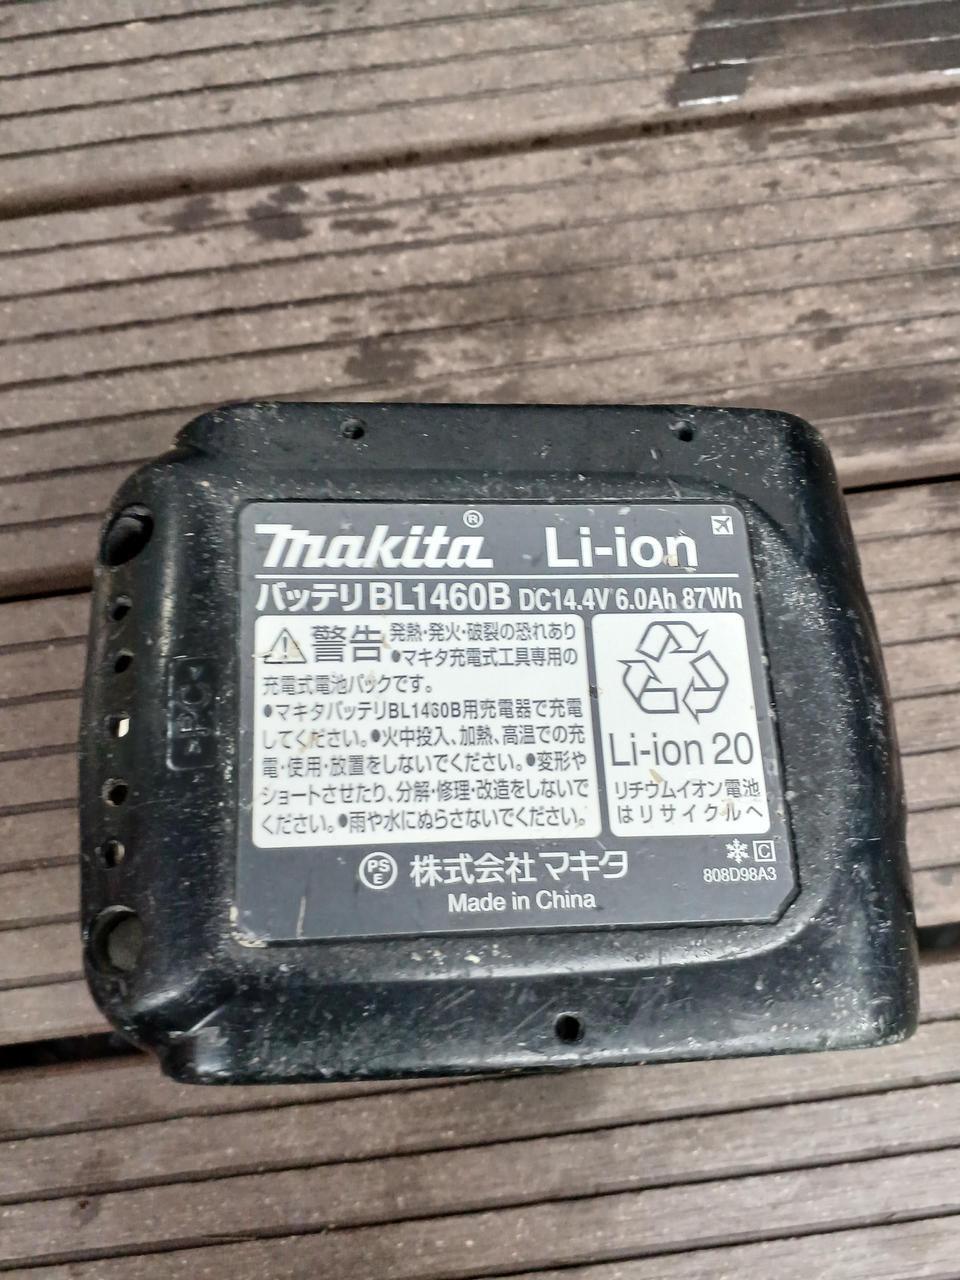 makita® Li-ion
バッテリ BL1460B DC14.4V 6.0Ah 87Wh
警告 発熱・発火・破裂の恐れあり
●マキタ充電式工具専用の
充電式電池パックです。
●マキタバッテリBL1460B用充電器で充電
してください。●火中投入、加熱、高温での充
電・使用・放置をしないでください。●変形や
ショートさせたり、分解・修理・改造をしないで
ください。●雨や水にぬらさないでください。
Li-ion 20
リチウムイオン電池
はリサイクルへ
PS
E
株式会社マキタ
C
808D98A3
Made in China